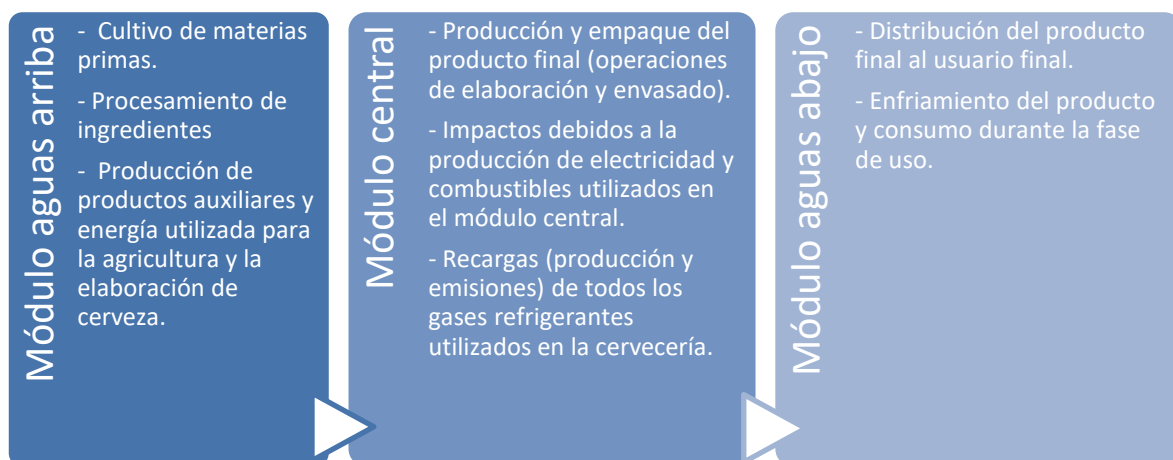 Módulo aguas arriba
- Cultivo de materias
primas.
- Procesamiento de
ingredientes
- Producción de
productos auxiliares y
energía utilizada para
la agricultura y la
elaboración de
cerveza.
Módulo central
- Producción y empaque del
producto final (operaciones
de elaboración y envasado).
- Impactos debidos a la
producción de electricidad y
combustibles utilizados en
el módulo central.
- Recargas (producción y
emisiones) de todos los
gases refrigerantes
utilizados en la cervecería.
Módulo aguas abajo
- Distribución del producto
final al usuario final.
- Enfriamiento del producto
y consumo durante la fase
de uso.